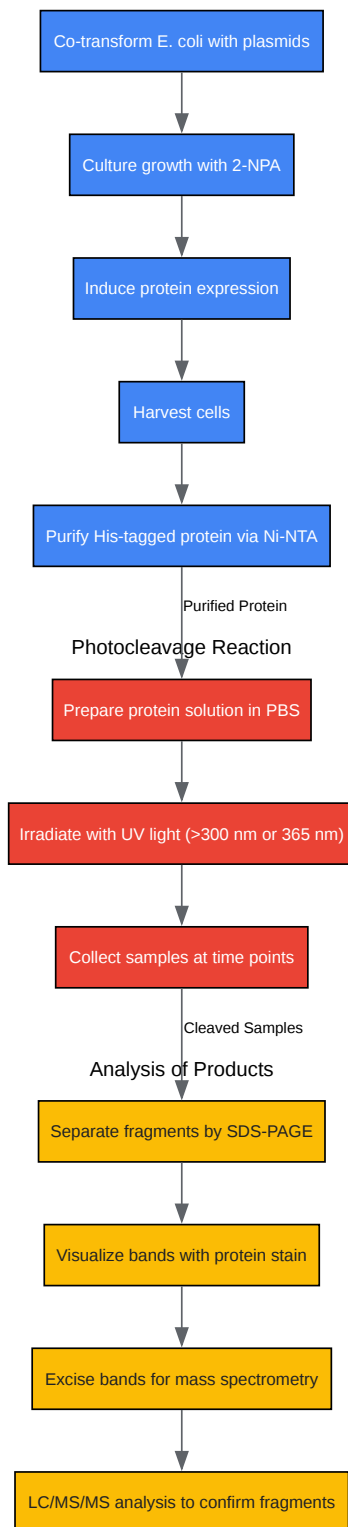 Co-transform E. coli with plasmids
Culture growth with 2-NPA
Induce protein expression
Harvest cells
Purify His-tagged protein via Ni-NTA
Purified Protein
Photocleavage Reaction
Prepare protein solution in PBS
Irradiate with UV light (>300 nm or 365 nm)
Collect samples at time points
Cleaved Samples
Analysis of Products
Separate fragments by SDS-PAGE
Visualize bands with protein stain
Excise bands for mass spectrometry
LC/MS/MS analysis to confirm fragments